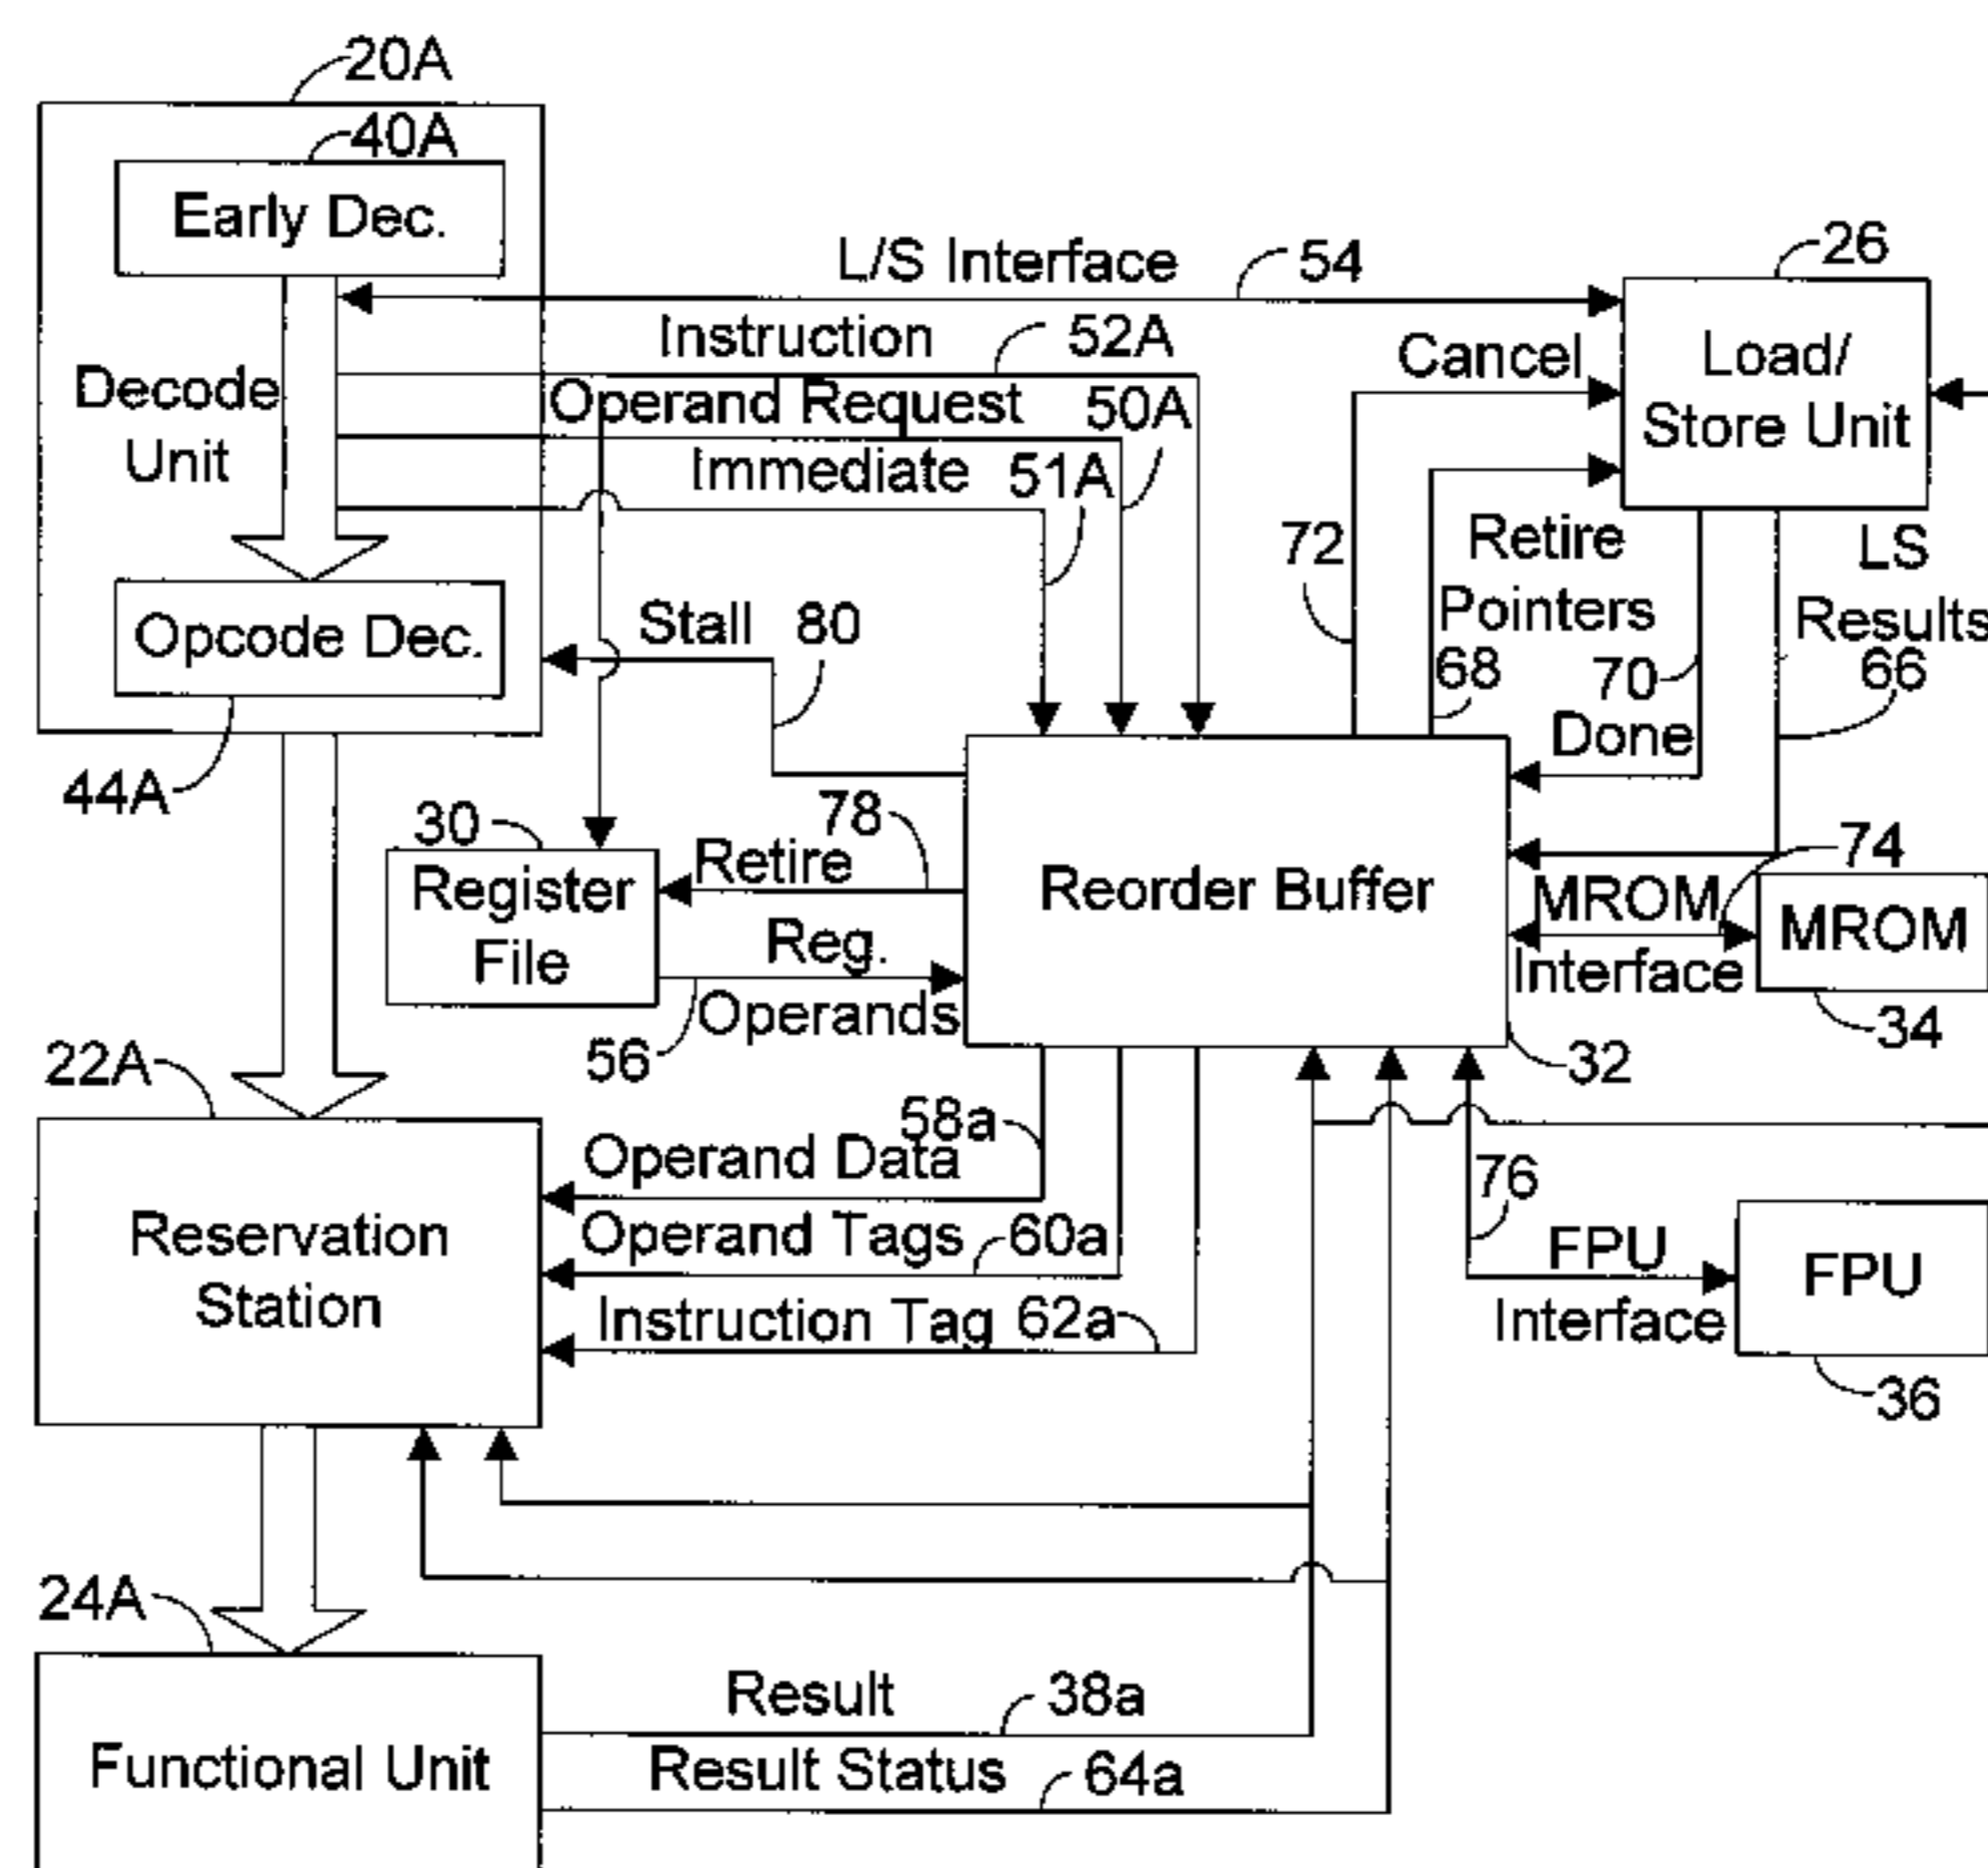 20A
40A
Early Dec.
L/S Interface
54
26
Instruction
52A
Cancel
Load/
Store Unit
Decode
Unit
Operand Request
50A
Immediate
51A
72
Retire
Pointers
68
LS
Results
70
66
Opcode Dec.
Stall
80
Done
44A
30
78
Retire
Register
File
Reorder Buffer
74
MROM
Interface
MROM
Reg.
Operands
56
34
22A
32
58a
Operand Data
76
Reservation
Station
Operand Tags
60a
FPU
Interface
FPU
Instruction Tag
62a
36
24A
Result
38a
Functional Unit
Result Status
64a